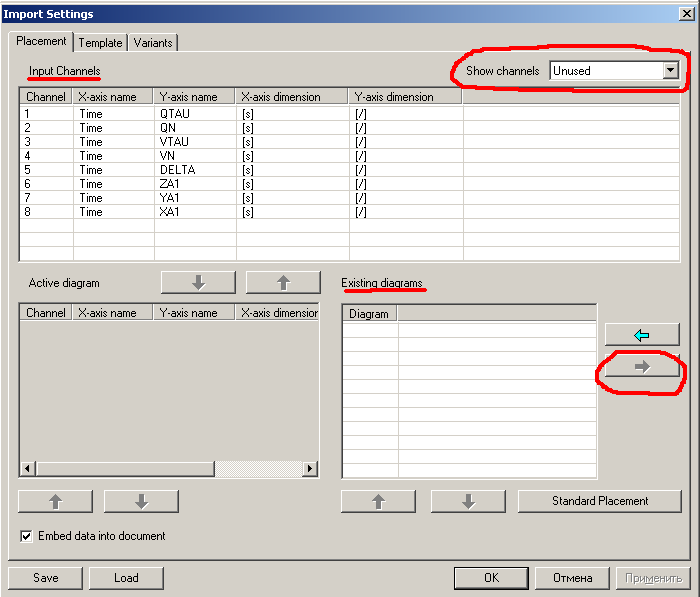 Import Settings
Placement Template Variants
Input Channels Show channels Unused
Channel X-axis name Y-axis name X-axis dimension Y-axis dimension
1 Time QTAU [s] [/]
2 Time QN [s] [/]
3 Time VTAU [s] [/]
4 Time VN [s] [/]
5 Time DELTA [s] [/]
6 Time ZA1 [s] [/]
7 Time YA1 [s] [/]
8 Time XA1 [s] [/]
Active diagram Existing diagrams
Channel X-axis name Y-axis name X-axis dimension Diagram
Standard Placement
Embed data into document
Save Load OK Отмена Применить